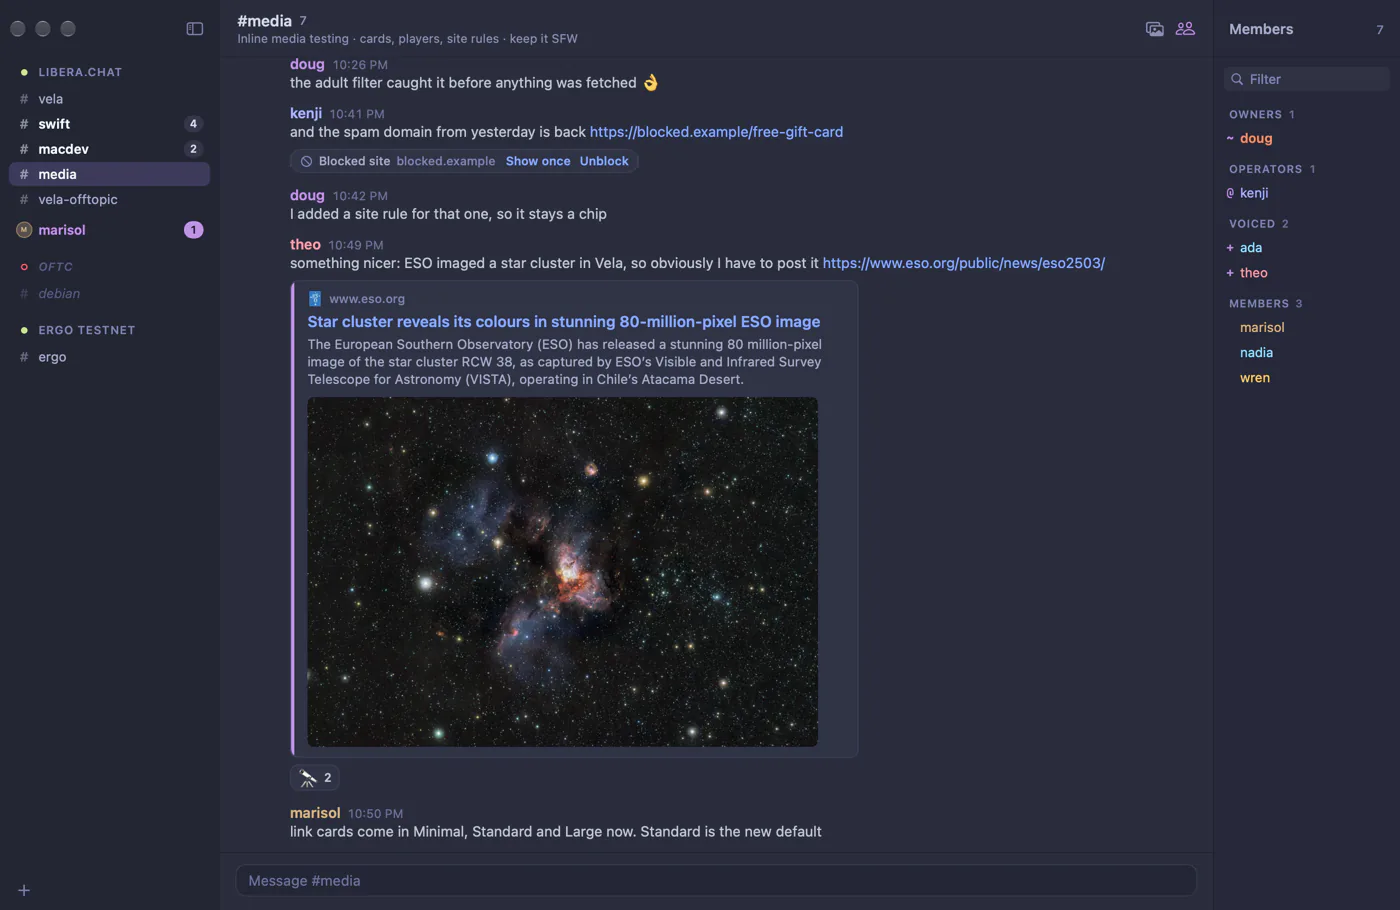 LIBERA.CHAT
# vela
# swift 4
# macdev 2
# media
# vela-offtopic
M marisol 1
OFTC
# debian
ERGO TESTNET
# ergo
#media 7
Inline media testing · cards, players, site rules · keep it SFW
doug 10:26 PM
the adult filter caught it before anything was fetched 👌
kenji 10:41 PM
and the spam domain from yesterday is back https://blocked.example/free-gift-card
Blocked site blocked.example Show once Unblock
doug 10:42 PM
I added a site rule for that one, so it stays a chip
theo 10:49 PM
something nicer: ESO imaged a star cluster in Vela, so obviously I have to post it https://www.eso.org/public/news/eso2503/
www.eso.org
Star cluster reveals its colours in stunning 80-million-pixel ESO image
The European Southern Observatory (ESO) has released a stunning 80 million-pixel
image of the star cluster RCW 38, as captured by ESO’s Visible and Infrared Survey
Telescope for Astronomy (VISTA), operating in Chile’s Atacama Desert.
🔭 2
marisol 10:50 PM
link cards come in Minimal, Standard and Large now. Standard is the new default
Message #media
+
Members 7
Filter
OWNERS 1
~ doug
OPERATORS 1
@ kenji
VOICED 2
+ ada
+ theo
MEMBERS 3
marisol
nadia
wren